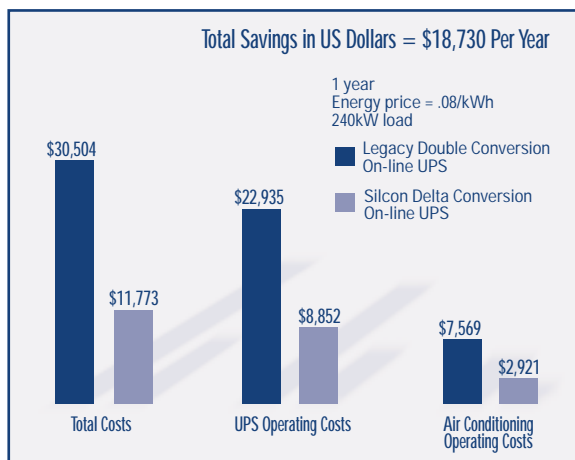 Total Savings in US Dollars = $18,730 Per Year
1 year
Energy price = .08/kWh
240kW load
Legacy Double Conversion
On-line UPS
Silcon Delta Conversion
On-line UPS
$30,504
$11,773
$22,935
$8,852
$7,569
$2,921
Total Costs
UPS Operating Costs
Air Conditioning
Operating Costs